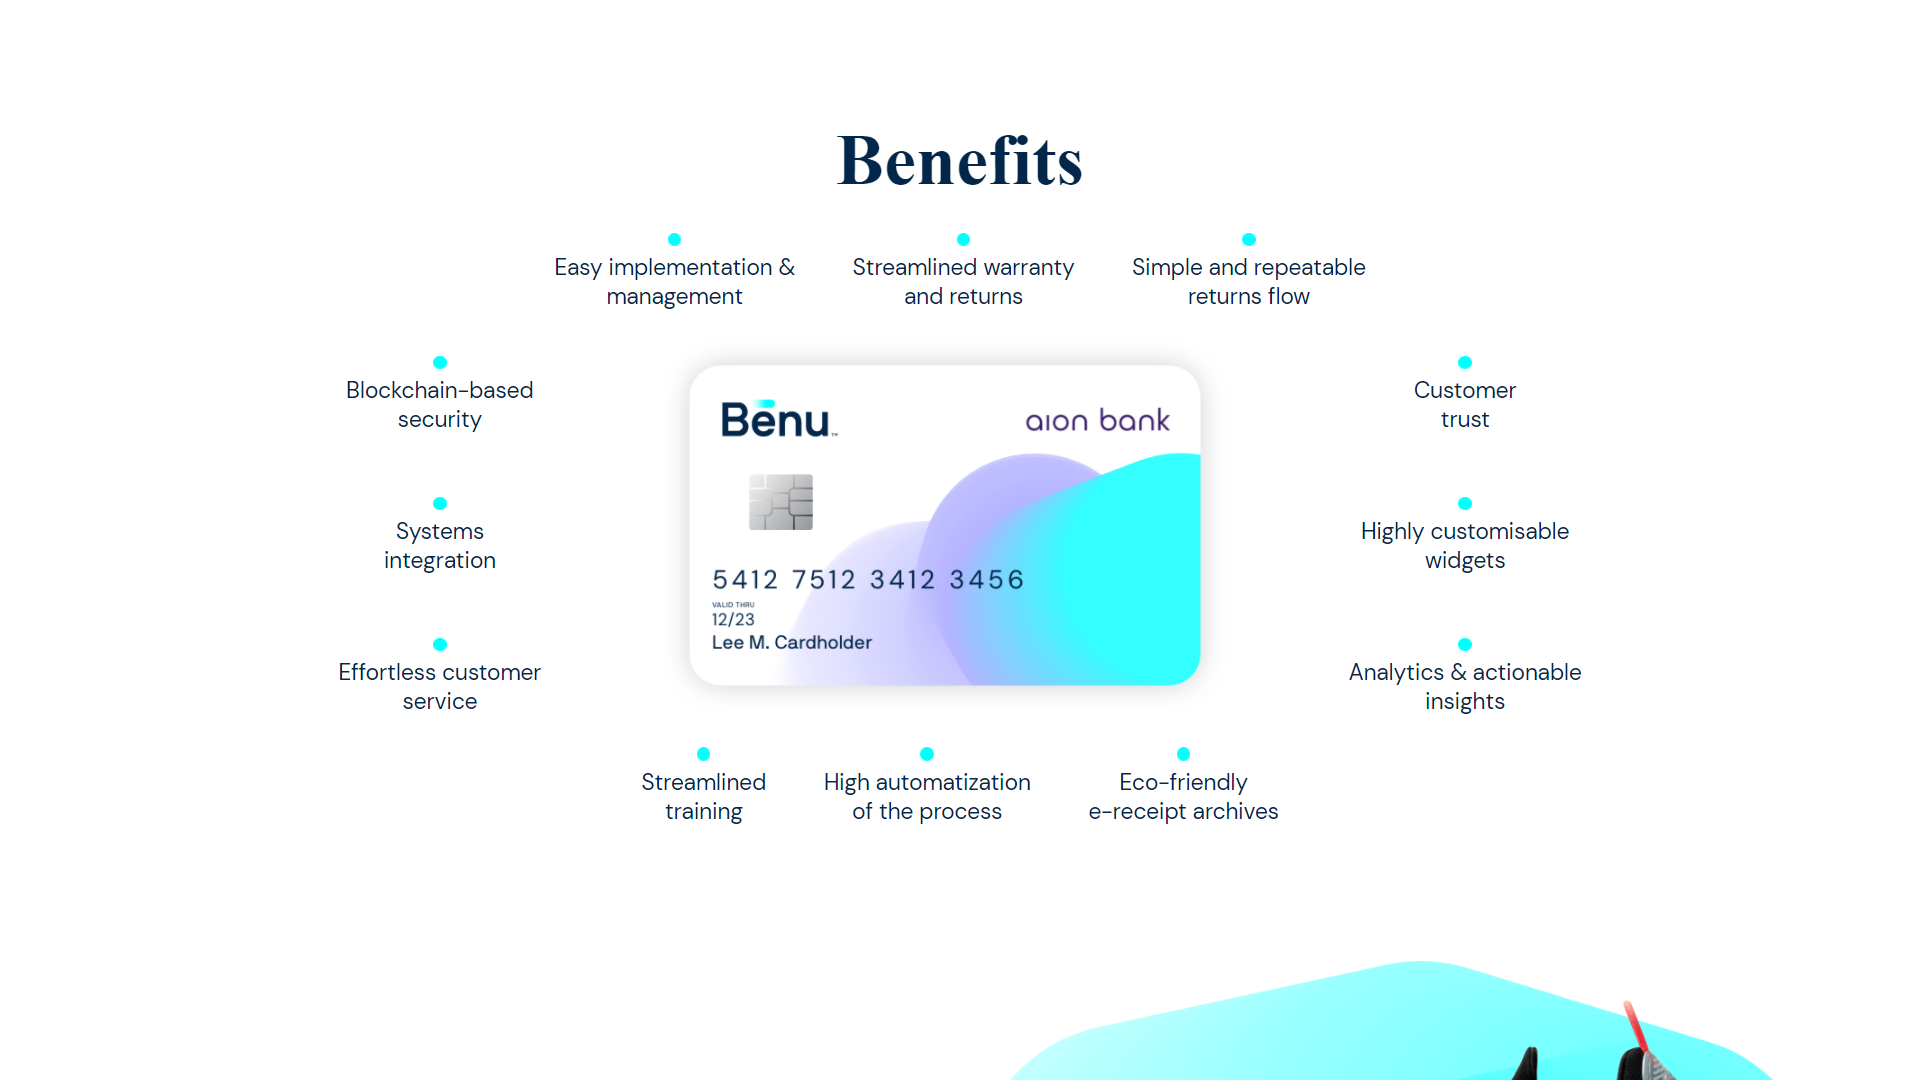 Benefits
Easy implementation &
management
Streamlined warranty
and returns
Simple and repeatable
returns flow
Blockchain-based
security
Systems
integration
Effortless customer
service
Benu™
aion bank
5412 7512 3412 3456
VALID THRU
12/23
Lee M. Cardholder
Customer
trust
Highly customisable
widgets
Analytics & actionable
insights
Streamlined
training
High automatization
of the process
Eco-friendly
e-receipt archives